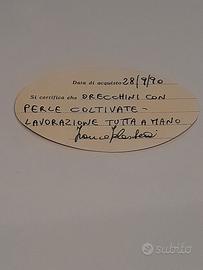 Data di acquisto 28/9/90
Si certifica che ORECCHINI CON
PERLE COLTIVATE -
LAVORAZIONE TUTTA A MANO
subito